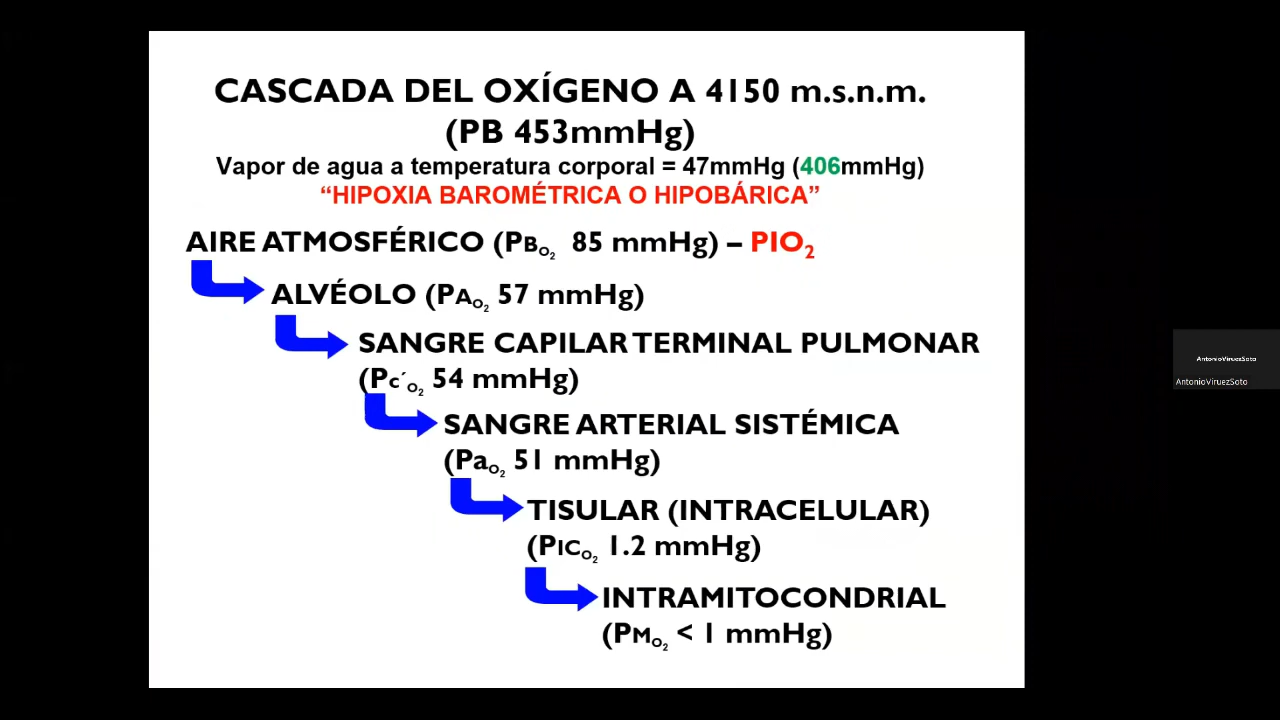 CASCADA DEL OXÍGENO A 4150 m.s.n.m.
(PB 453mmHg)
Vapor de agua a temperatura corporal = 47mmHg (406mmHg)
“HIPOXIA BAROMÉTRICA O HIPOBÁRICA”
AIRE ATMOSFÉRICO (PBO2 85 mmHg) – PIO2
ALVÉOLO (PAO2 57 mmHg)
SANGRE CAPILAR TERMINAL PULMONAR
(Pc´O2 54 mmHg)
SANGRE ARTERIAL SISTÉMICA
(PaO2 51 mmHg)
TISULAR (INTRACELULAR)
(PICO2 1.2 mmHg)
INTRAMITOCONDRIAL
(PMO2 < 1 mmHg)
AntonioViruezSoto
AntonioViruezSoto